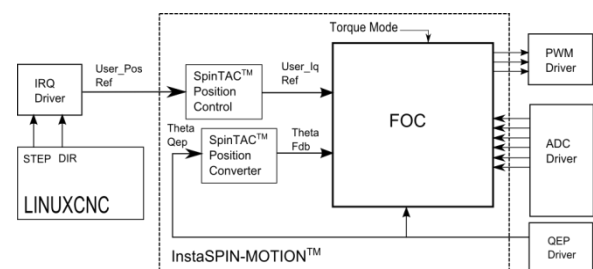 Torque Mode
PWM
Driver
IRQ
Driver
User_Pos
Ref
SpinTAC™
Position
Control
User_Iq
Ref
FOC
Theta
Qep
SpinTAC™
Position
Converter
Theta
Fdb
ADC
Driver
STEP DIR
LINUXCNC
InstaSPIN-MOTION™
QEP
Driver